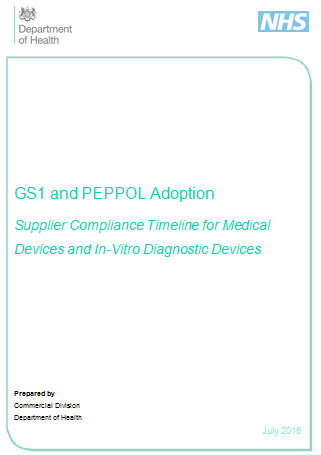 Department
of Health
NHS
GS1 and PEPPOL Adoption
Supplier Compliance Timeline for Medical
Devices and In-Vitro Diagnostic Devices
Prepared by
Commercial Division
Department of Health
July 2016